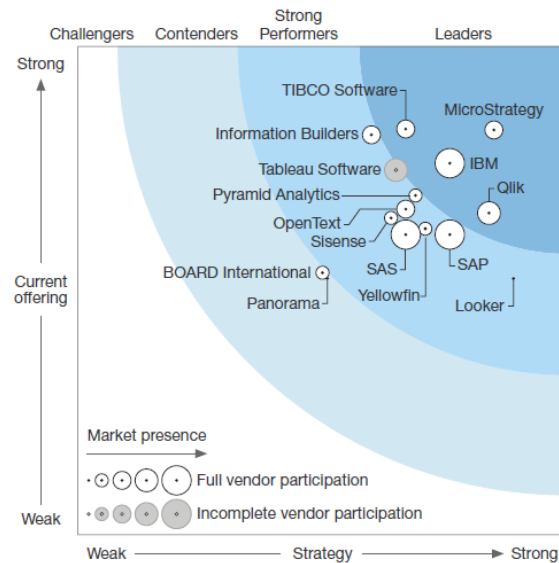 Strong
Challengers Contenders Performers Leaders
Strong
TIBCO Software
MicroStrategy
Information Builders
IBM
Tableau Software
Qlik
Pyramid Analytics
OpenText
Sisense
BOARD International
SAS
SAP
Current
offering
Panorama
Yellowfin
Looker
Market presence
Full vendor participation
Incomplete vendor participation
Weak
Weak Strategy Strong